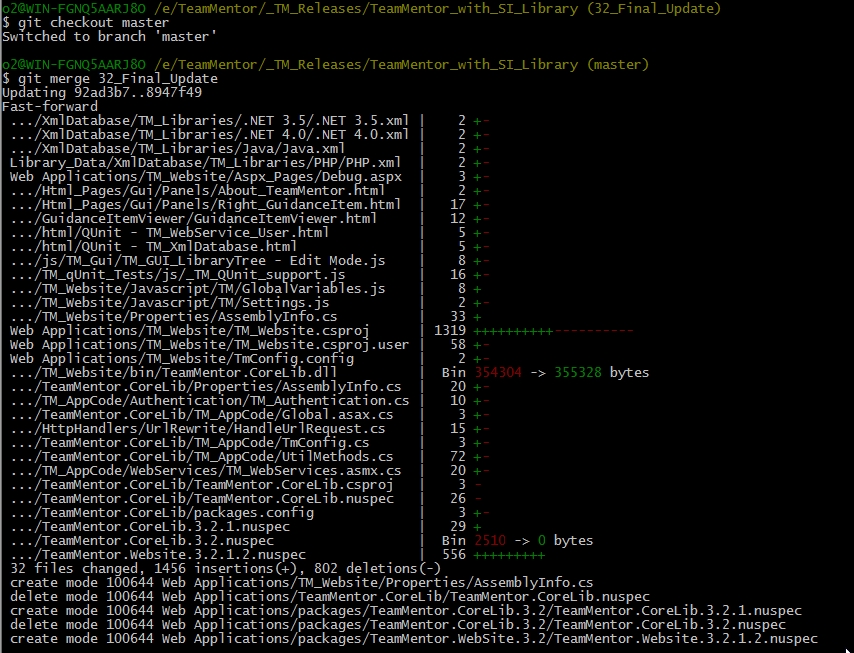 o2@WIN-FGNQ5AARJ8O /e/TeamMentor/_TM_Releases/TeamMentor_with_SI_Library (32_Final_Update)
$ git checkout master
Switched to branch 'master'
o2@WIN-FGNQ5AARJ8O /e/TeamMentor/_TM_Releases/TeamMentor_with_SI_Library (master)
$ git merge 32_Final_Update
Updating 92ad3b7..8947f49
Fast-forward
.../XmlDatabase/TM_Libraries/.NET 3.5/.NET 3.5.xml | 2 +-
.../XmlDatabase/TM_Libraries/.NET 4.0/.NET 4.0.xml | 2 +-
.../XmlDatabase/TM_Libraries/Java/Java.xml | 2 +-
Library_Data/XmlDatabase/TM_Libraries/PHP/PHP.xml | 2 +-
Web Applications/TM_Website/Aspx_Pages/Debug.aspx | 3 +-
.../Html_Pages/Gui/Panels/About_TeamMentor.html | 2 +-
.../Html_Pages/Gui/Panels/Right_GuidanceItem.html | 17 +-
.../GuidanceItemViewer/GuidanceItemViewer.html | 12 +-
.../html/QUnit - TM_WebService_User.html | 5 +-
.../html/QUnit - TM_XmlDatabase.html | 5 +-
.../js/TM_Gui/TM_GUI_LibraryTree - Edit Mode.js | 8 +-
.../TM_qUnit_Tests/js/_TM_QUnit_support.js | 16 +-
.../TM_Website/Javascript/TM/GlobalVariables.js | 8 +
.../TM_Website/Javascript/TM/Settings.js | 2 +-
.../TM_Website/Properties/AssemblyInfo.cs | 33 +
Web Applications/TM_Website/TM_Website.csproj | 1319 ++++++++++----------
Web Applications/TM_Website/TM_Website.csproj.user | 58 +-
Web Applications/TM_Website/TmConfig.config | 2 +-
.../TM_Website/bin/TeamMentor.CoreLib.dll | Bin 354304 -> 355328 bytes
.../TeamMentor.CoreLib/Properties/AssemblyInfo.cs | 20 +-
.../TM_AppCode/Authentication/TM_Authentication.cs | 10 +-
.../TeamMentor.CoreLib/TM_AppCode/Global.asax.cs | 3 +-
.../HttpHandlers/UrlRewrite/HandleUrlRequest.cs | 15 +-
.../TeamMentor.CoreLib/TM_AppCode/TmConfig.cs | 3 +-
.../TeamMentor.CoreLib/TM_AppCode/UtilMethods.cs | 72 +-
.../TM_AppCode/WebServices/TM_WebServices.asmx.cs | 20 +-
.../TeamMentor.CoreLib/TeamMentor.CoreLib.csproj | 3 -
.../TeamMentor.CoreLib/TeamMentor.CoreLib.nuspec | 26 -
.../TeamMentor.CoreLib/packages.config | 3 +-
.../TeamMentor.CoreLib.3.2.1.nuspec | 29 +
.../TeamMentor.CoreLib.3.2.nuspec | Bin 2510 -> 0 bytes
.../TeamMentor.Website.3.2.1.2.nuspec | 556 +++++++++
32 files changed, 1456 insertions(+), 802 deletions(-)
create mode 100644 Web Applications/TM_Website/Properties/AssemblyInfo.cs
delete mode 100644 Web Applications/TeamMentor.CoreLib/TeamMentor.CoreLib.nuspec
create mode 100644 Web Applications/packages/TeamMentor.CoreLib.3.2/TeamMentor.CoreLib.3.2.1.nuspec
delete mode 100644 Web Applications/packages/TeamMentor.CoreLib.3.2/TeamMentor.CoreLib.3.2.nuspec
create mode 100644 Web Applications/packages/TeamMentor.WebSite.3.2/TeamMentor.Website.3.2.1.2.nuspec